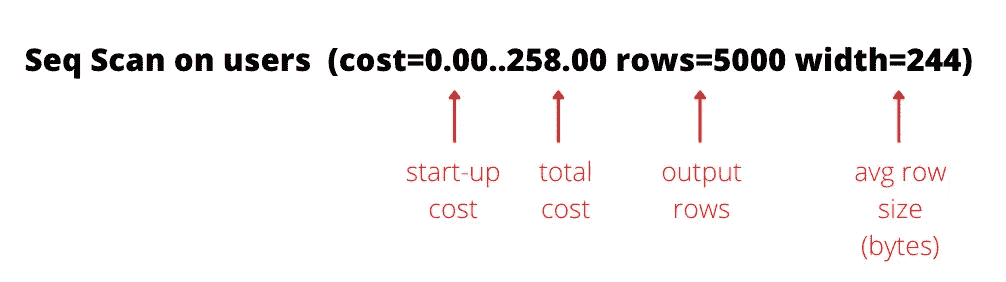 Seq Scan on users (cost=0.00..258.00 rows=5000 width=244)
start-up
cost
total
cost
output
rows
avg row
size
(bytes)